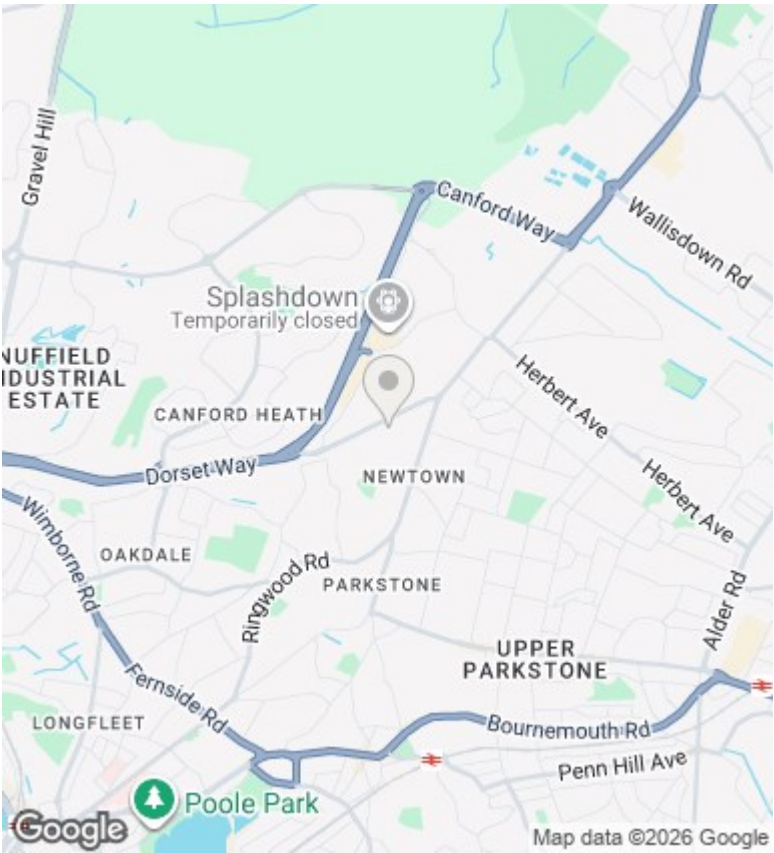 Gravel Hill
Canford Way
Wallisdown Rd
Splashdown
Temporarily closed
NUFFIELD
INDUSTRIAL
ESTATE
Herbert Ave
CANFORD HEATH
Dorset Way
NEWTOWN
Herbert Ave
Wimborne Rd
OAKDALE
Ringwood Rd
PARKSTONE
Alder Rd
UPPER
PARKSTONE
Fernside Rd
LONGFLEET
Bournemouth Rd
Penn Hill Ave
Poole Park
Google
Map data ©2026 Google